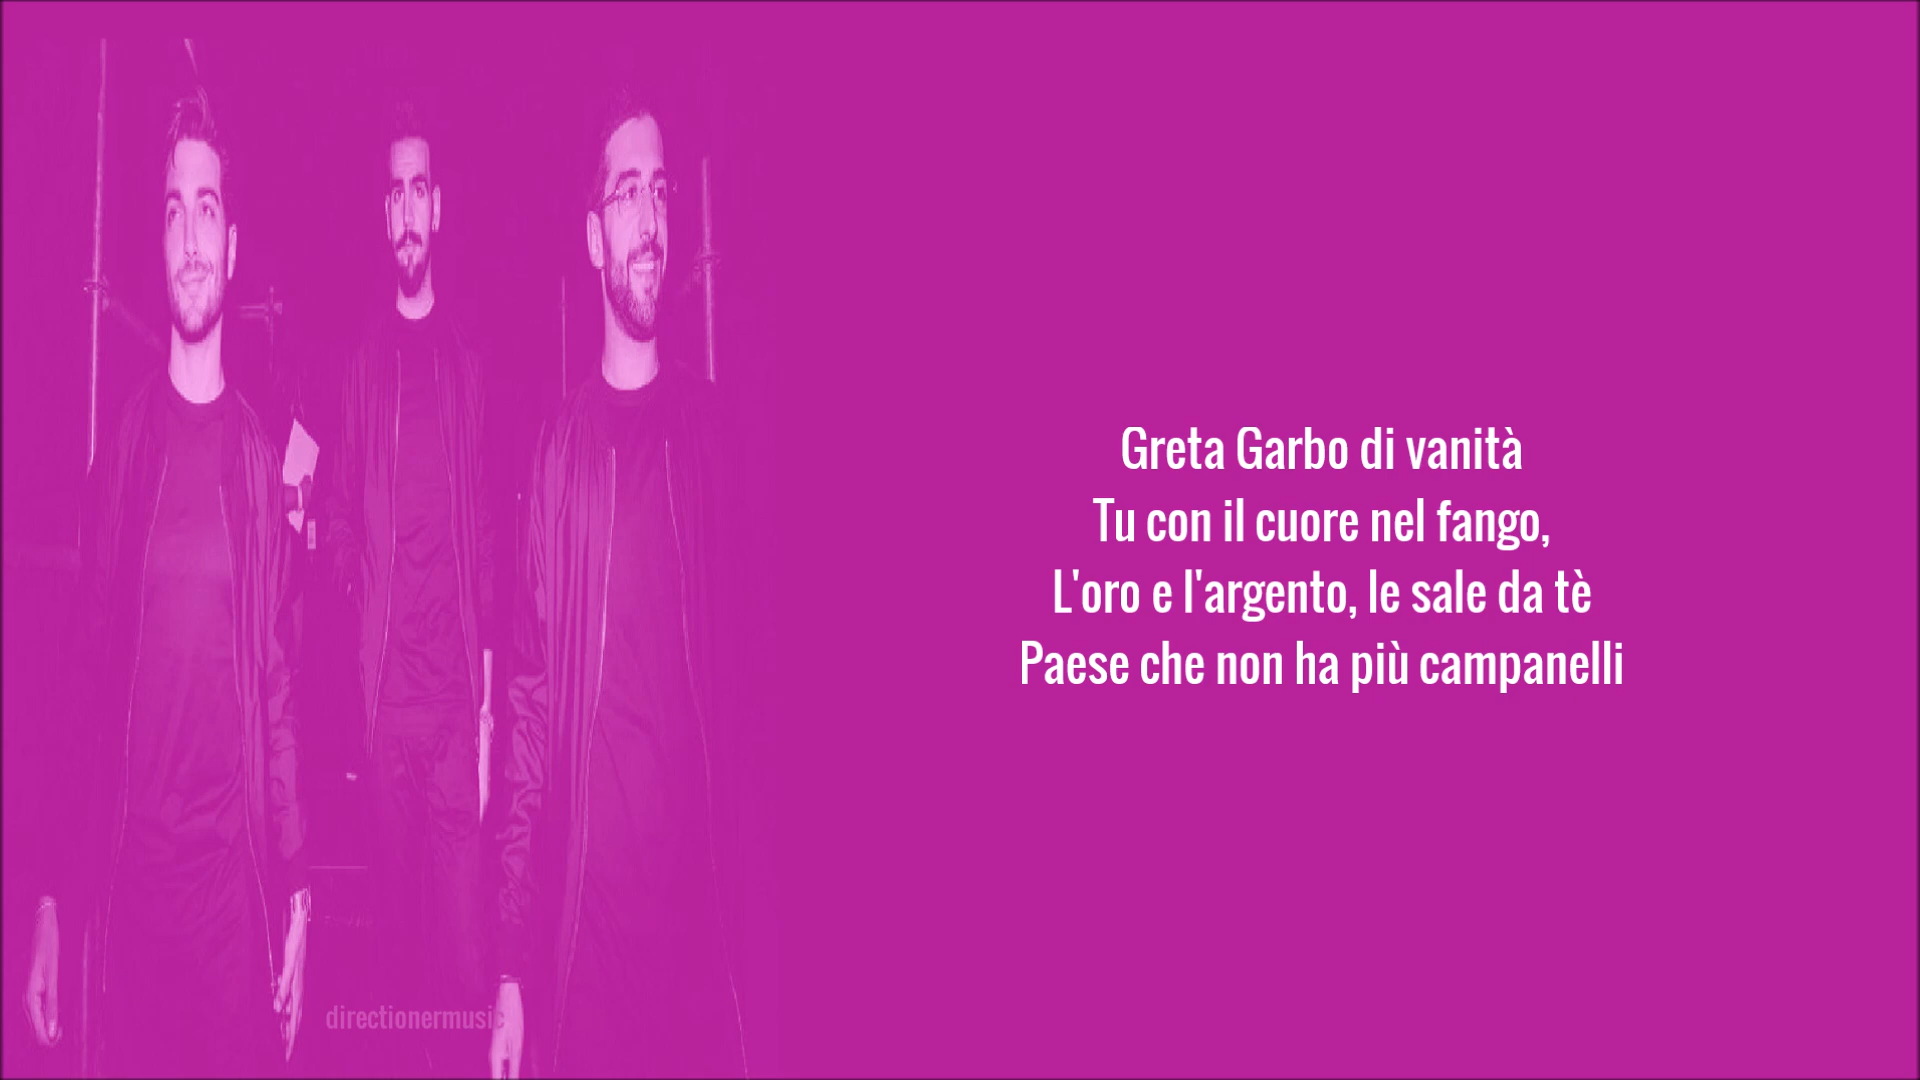 Greta Garbo di vanità
Tu con il cuore nel fango,
L'oro e l'argento, le sale da tè
Paese che non ha più campanelli
directionermusic